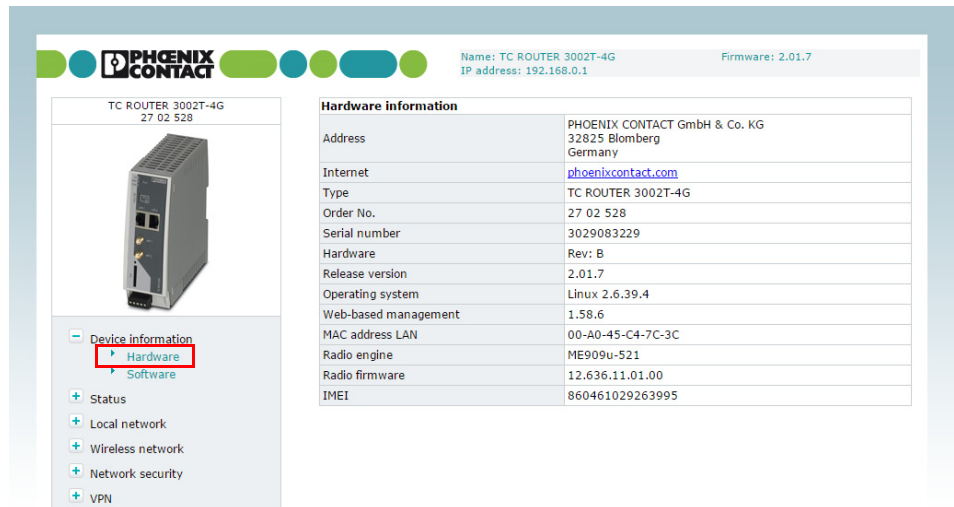 PHŒNIX
CONTACT
Name: TC ROUTER 3002T-4G Firmware: 2.01.7
IP address: 192.168.0.1
TC ROUTER 3002T-4G
27 02 528
Device information
Hardware
Software
Status
Local network
Wireless network
Network security
VPN
Hardware information
Address PHOENIX CONTACT GmbH & Co. KG
32825 Blomberg
Germany
Internet phoenixcontact.com
Type TC ROUTER 3002T-4G
Order No. 27 02 528
Serial number 3029083229
Hardware Rev: B
Release version 2.01.7
Operating system Linux 2.6.39.4
Web-based management 1.58.6
MAC address LAN 00-A0-45-C4-7C-3C
Radio engine ME909u-521
Radio firmware 12.636.11.01.00
IMEI 860461029263995